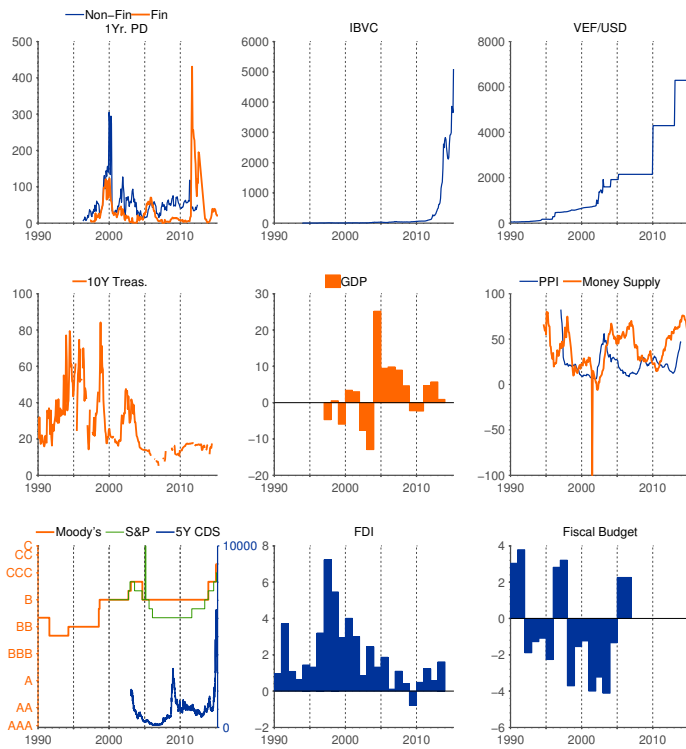 Non−Fin Fin
1Yr. PD
IBVC
VEF/USD
500
400
300
200
100
0
1990 2000 2010
6000
5000
4000
3000
2000
1000
0
1990 2000 2010
8000
6000
4000
2000
0
1990 2000 2010
10Y Treas.
GDP
PPI Money Supply
100
80
60
40
20
0
1990 2000 2010
30
20
10
0
−10
−20
1990 2000 2010
100
50
0
−50
−100
1990 2000 2010
Moody's S&P 5Y CDS
FDI
Fiscal Budget
C
CC
CCC
B
BB
BBB
A
AA
AAA
10000
0
1990 2000 2010
8
6
4
2
0
−2
1990 2000 2010
4
2
0
−2
−4
−6
1990 2000 2010